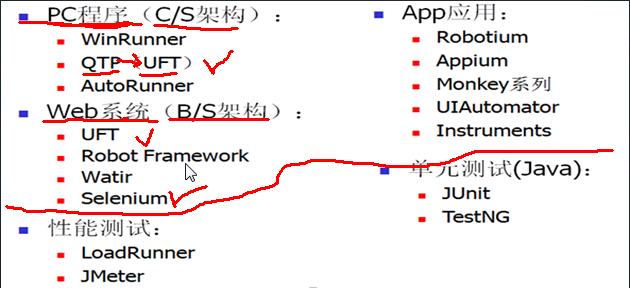 PC程序（C/S架构）：
WinRunner
QTP→UFT）
AutoRunner
Web系统（B/S架构）：
UFT
Robot Framework
Watir
Selenium
性能测试：
LoadRunner
JMeter
App应用：
Robotium
Appium
Monkey系列
UIAutomator
Instruments
单元测试(Java)：
JUnit
TestNG